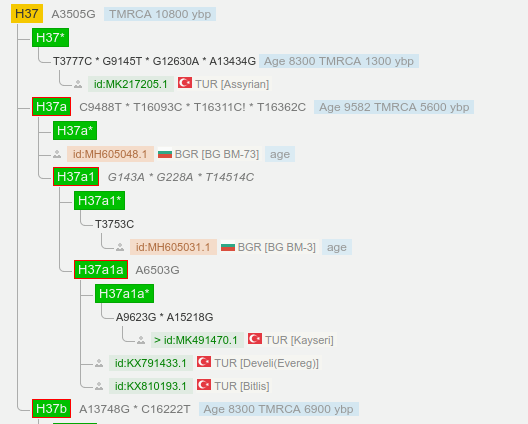 H37 A3505G TMRCA 10800 ybp
H37*
T3777C * G9145T * G12630A * A13434G Age 8300 TMRCA 1300 ybp
id:MK217205.1 TUR [Assyrian]
H37a C9488T * T16093C * T16311C! * T16362C Age 9582 TMRCA 5600 ybp
H37a*
id:MH605048.1 BGR [BG BM-73] age
H37a1 G143A * G228A * T14514C
H37a1*
T3753C
id:MH605031.1 BGR [BG BM-3] age
H37a1a A6503G
H37a1a*
A9623G * A15218G
> id:MK491470.1 TUR [Kayseri]
id:KX791433.1 TUR [Develi(Evereg)]
id:KX810193.1 TUR [Bitlis]
H37b A13748G * C16222T Age 8300 TMRCA 6900 ybp